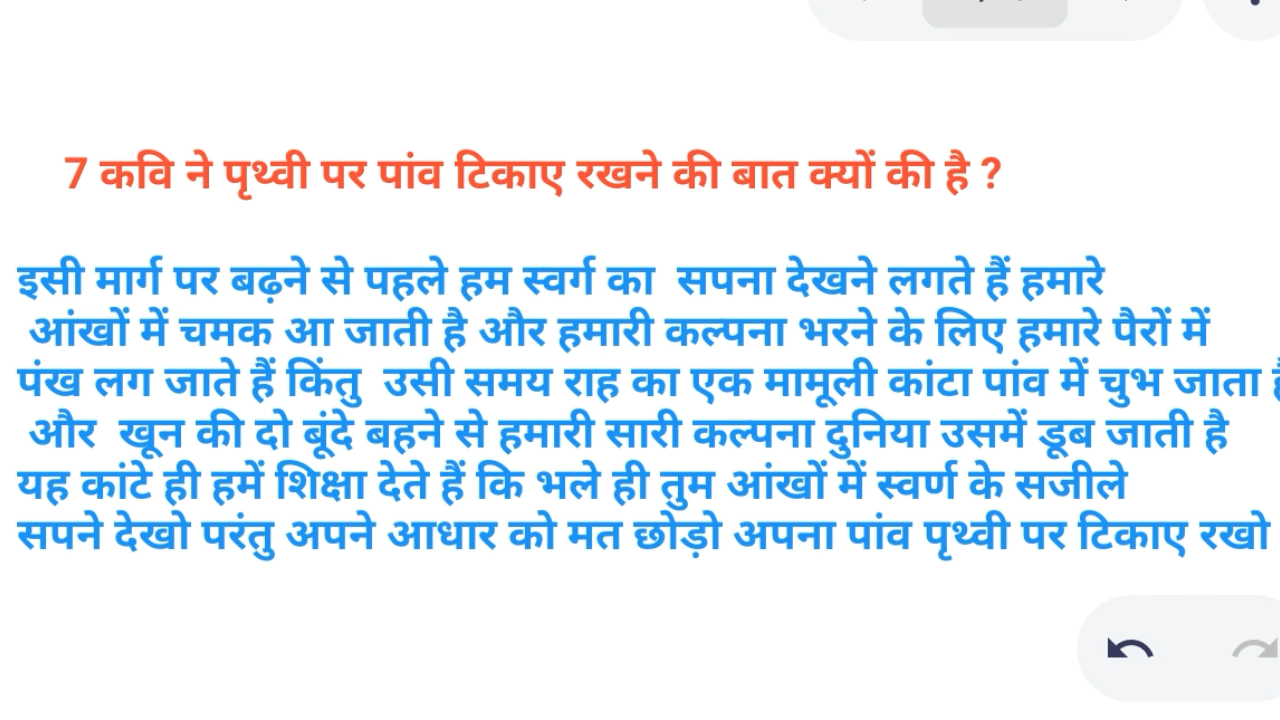 7 कवि ने पृथ्वी पर पांव टिकाए रखने की बात क्यों की है ?
इसी मार्ग पर बढ़ने से पहले हम स्वर्ग का सपना देखने लगते हैं हमारे
आंखों में चमक आ जाती है और हमारी कल्पना भरने के लिए हमारे पैरों में
पंख लग जाते हैं किंतु उसी समय राह का एक मामूली कांटा पांव में चुभ जाता
और खून की दो बूंदे बहने से हमारी सारी कल्पना दुनिया उसमें डूब जाती है
यह कांटे ही हमें शिक्षा देते हैं कि भले ही तुम आंखों में स्वर्ण के सजीले
सपने देखो परंतु अपने आधार को मत छोड़ो अपना पांव पृथ्वी पर टिकाए रखो